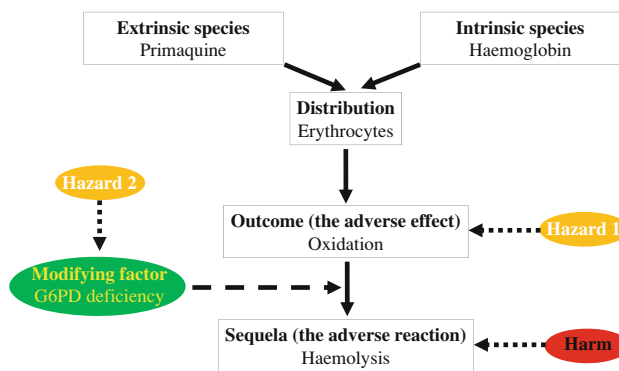 Extrinsic species
Primaquine
Intrinsic species
Haemoglobin
Distribution
Erythrocytes
Hazard 2
Outcome (the adverse effect)
Oxidation
Hazard 1
Modifying factor
G6PD deficiency
Sequela (the adverse reaction)
Haemolysis
Harm